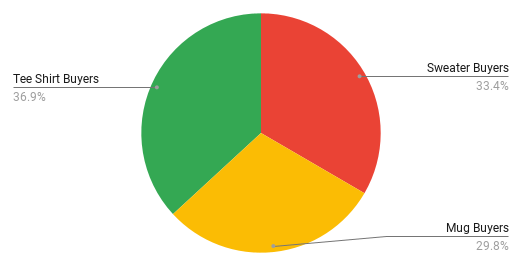 Tee Shirt Buyers
36.9%
Sweater Buyers
33.4%
Mug Buyers
29.8%